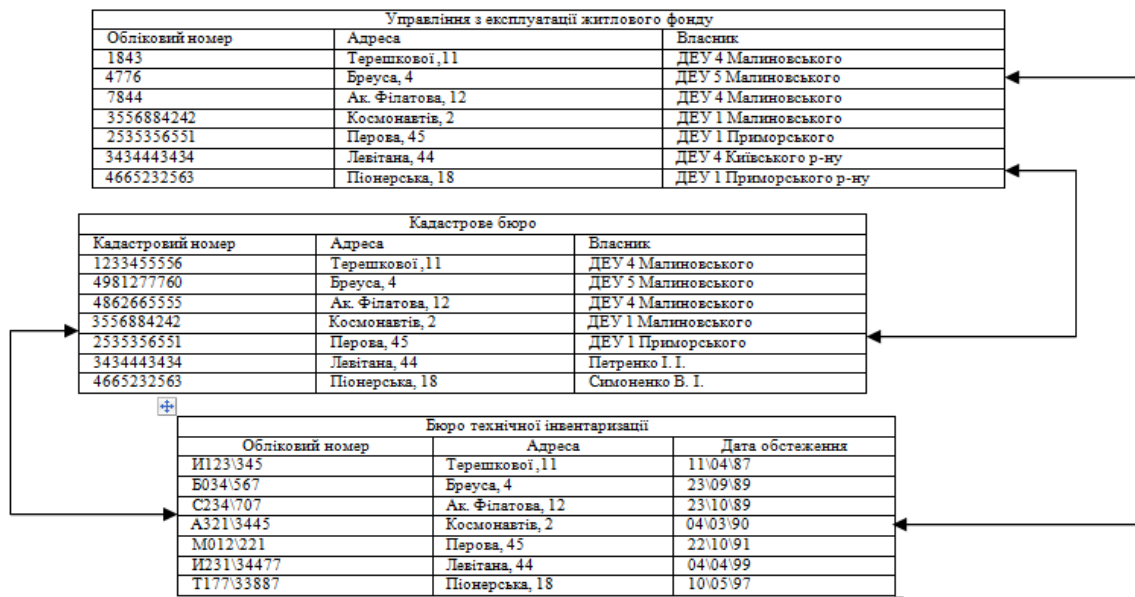 Управління з експлуатації житлового фонду
Обліковий номер Адреса Власник
1843 Терешкової ,11 ДЕУ 4 Малиновського
4776 Бреуса, 4 ДЕУ 5 Малиновського
7844 Ак. Філатова, 12 ДЕУ 4 Малиновського
3556884242 Космонавтів, 2 ДЕУ 1 Малиновського
2535356551 Перова, 45 ДЕУ 1 Приморського
3434443434 Левітана, 44 ДЕУ 4 Київського р-ну
4665232563 Піонерська, 18 ДЕУ 1 Приморського р-ну
Кадастрове бюро
Кадастровий номер Адреса Власник
1233455556 Терешкової ,11 ДЕУ 4 Малиновського
4981277760 Бреуса, 4 ДЕУ 5 Малиновського
4862665555 Ак. Філатова, 12 ДЕУ 4 Малиновського
3556884242 Космонавтів, 2 ДЕУ 1 Малиновського
2535356551 Перова, 45 ДЕУ 1 Приморського
3434443434 Левітана, 44 Петренко І. І.
4665232563 Піонерська, 18 Симоненко В. І.
Бюро технічної інвентаризації
Обліковий номер Адреса Дата обстеження
И123\345 Терешкової ,11 11\04\87
Б034\567 Бреуса, 4 23\09\89
С234\707 Ак. Філатова, 12 23\10\89
А321\3445 Космонавтів, 2 04\03\90
М012\221 Перова, 45 22\10\91
И231\34477 Левітана, 44 04\04\99
Т177\33887 Піонерська, 18 10\05\97